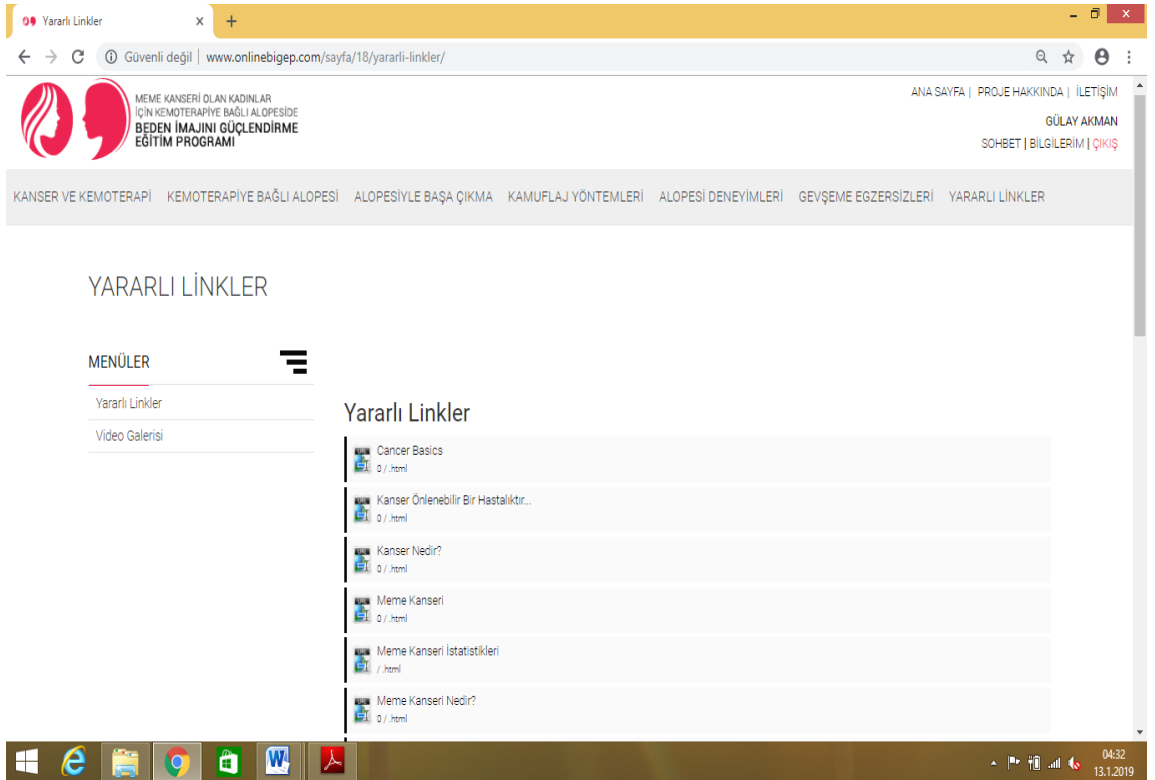 Yararlı Linkler
Güvenli değil | www.onlinebigep.com/sayfa/18/yararli-linkler/
MEME KANSERİ OLAN KADINLAR
İÇİN KEMOTERAPİYE BAĞLI ALOPESİDE
BEDEN İMAJINI GÜÇLENDİRME
EĞİTİM PROGRAMI
ANA SAYFA | PROJE HAKKINDA | İLETİŞİM
GÜLAY AKMAN
SOHBET | BİLGİLERİM | ÇIKIŞ
KANSER VE KEMOTERAPİ KEMOTERAPİYE BAĞLI ALOPESİ ALOPESİYLE BAŞA ÇIKMA KAMUFLAJ YÖNTEMLERİ ALOPESİ DENEYİMLERİ GEVŞEME EGZERSİZLERİ YARARLI LİNKLER
YARARLI LİNKLER
MENÜLER
Yararlı Linkler
Video Galerisi
Yararlı Linkler
Cancer Basics
0 / .html
Kanser Önlenebilir Bir Hastalıktır...
0 / .html
Kanser Nedir?
0 / .html
Meme Kanseri
0 / .html
Meme Kanseri İstatistikleri
/ .html
Meme Kanseri Nedir?
0 / .html
04:32
13.1.2019